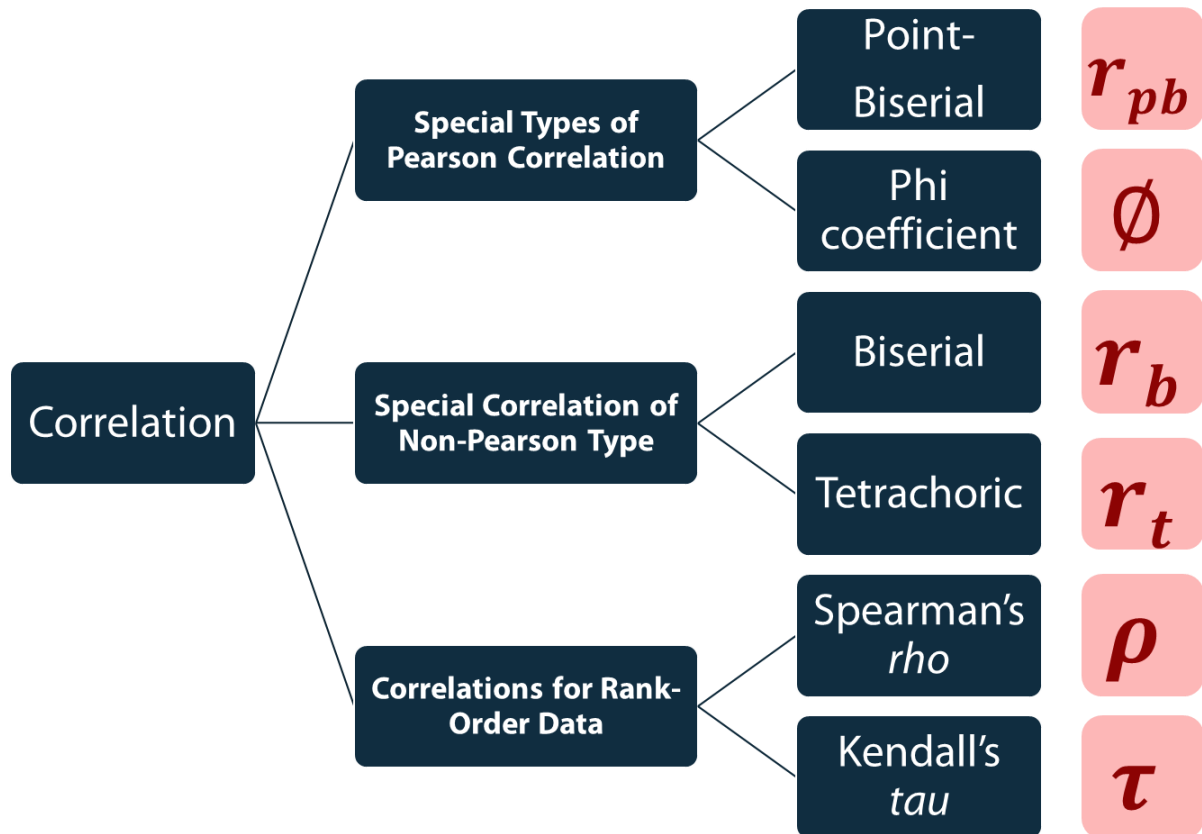 Correlation
Special Types of
Pearson Correlation
Point-
Biserial
r_pb
Phi
coefficient
∅
Special Correlation of
Non-Pearson Type
Biserial
r_b
Tetrachoric
r_t
Correlations for Rank-
Order Data
Spearman’s
rho
ρ
Kendall’s
tau
τ